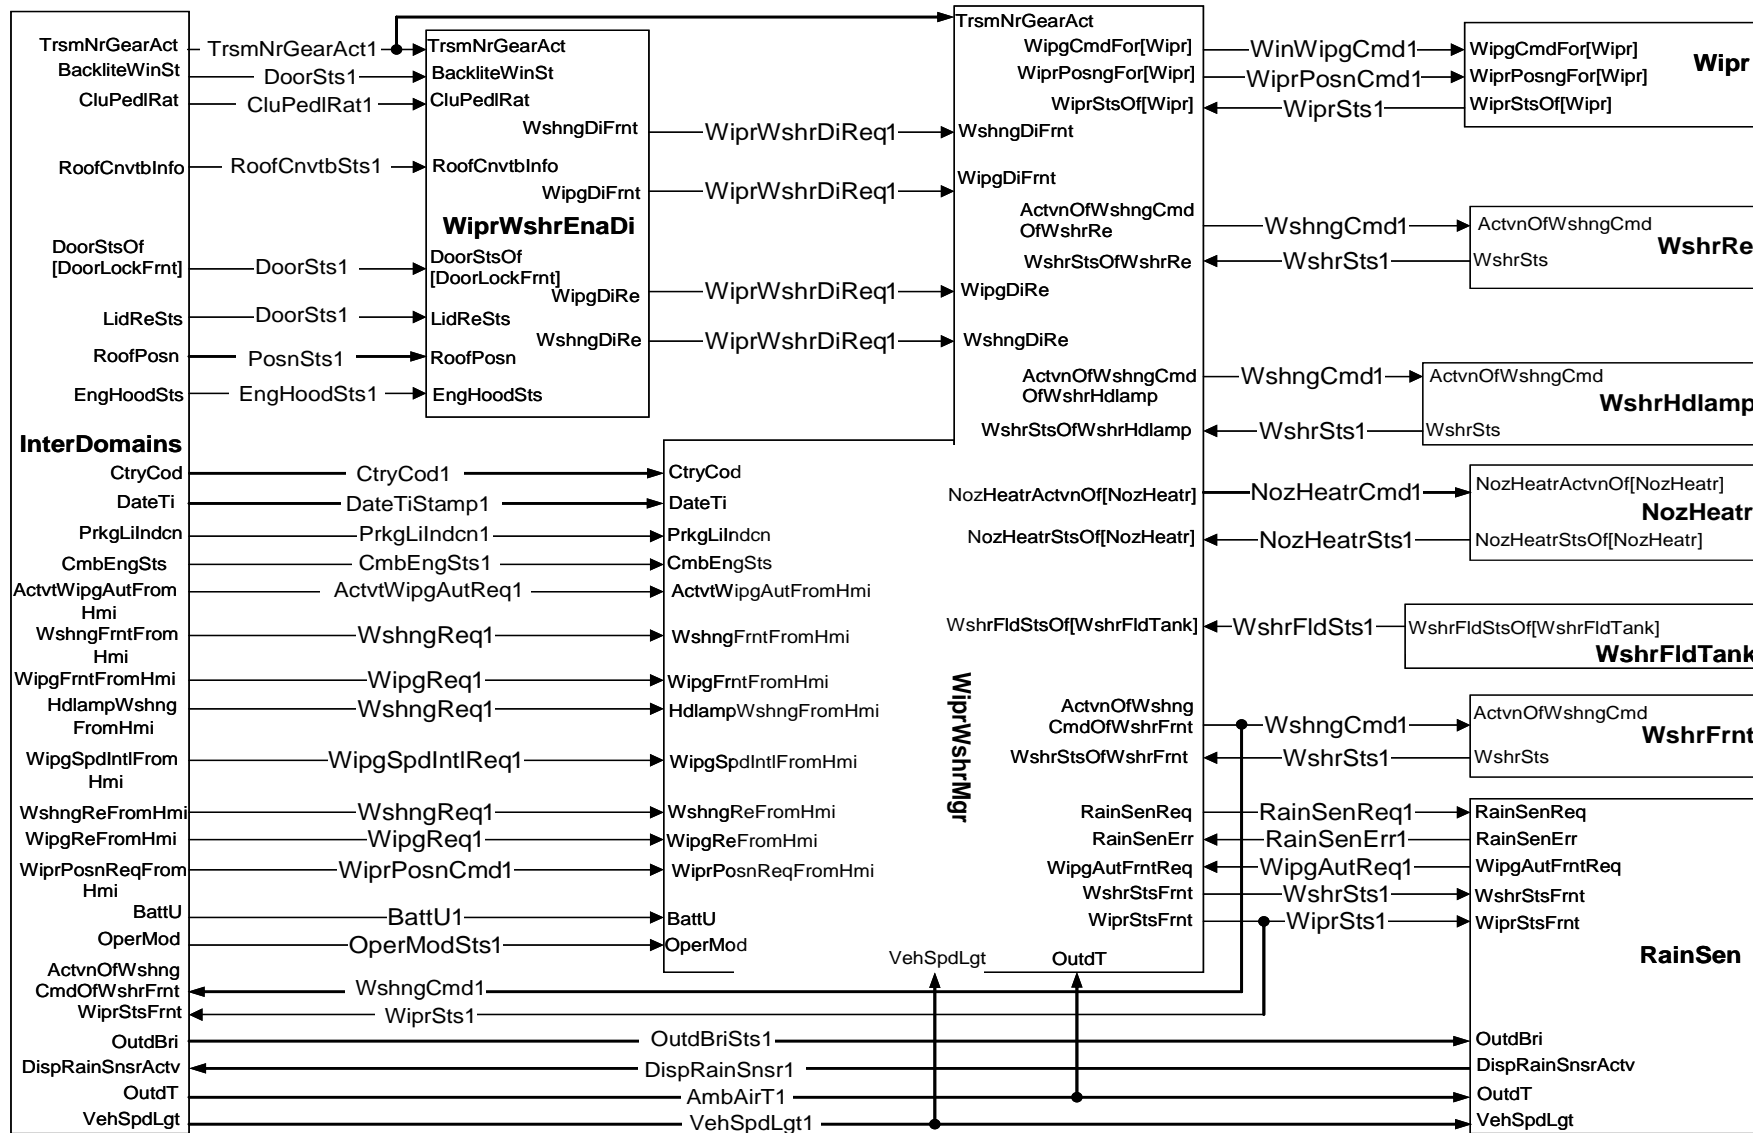 TrsmNrGearAct
BackliteWinSt
CluPedlRat
RoofCnvtbInfo
DoorStsOf
[DoorLockFrnt]
LidReSts
RoofPosn
EngHoodSts
InterDomains
CtryCod
DateTi
PrkgLiIndcn
CmbEngSts
ActvtWipgAutFrom
Hmi
WshngFrntFrom
Hmi
WipgFrntFromHmi
HdlampWshng
FromHmi
WipgSpdIntlFrom
Hmi
WshngReFromHmi
WipgReFromHmi
WiprPosnReqFrom
Hmi
BattU
OperMod
ActvnOfWshng
CmdOfWshrFrnt
WiprStsFrnt
OutdBri
DispRainSnsrActv
OutdT
VehSpdLgt
TrsmNrGearAct1
DoorSts1
CluPedlRat1
RoofCnvtbSts1
DoorSts1
DoorSts1
PosnSts1
EngHoodSts1
CtryCod1
DateTiStamp1
PrkgLiIndcn1
CmbEngSts1
ActvtWipgAutReq1
WshngReq1
WipgReq1
WshngReq1
WipgSpdIntlReq1
WshngReq1
WipgReq1
WiprPosnCmd1
BattU1
OperModSts1
WshngCmd1
WiprSts1
OutdBriSts1
DispRainSnsr1
AmbAirT1
VehSpdLgt1
TrsmNrGearAct
BackliteWinSt
CluPedlRat
WshngDiFrnt
RoofCnvtbInfo
WipgDiFrnt
WiprWshrEnaDi
DoorStsOf
[DoorLockFrnt]
WipgDiRe
LidReSts
WshngDiRe
RoofPosn
EngHoodSts
WiprWshrDiReq1
WiprWshrDiReq1
WiprWshrDiReq1
WiprWshrDiReq1
TrsmNrGearAct
WipgCmdFor[Wipr]
WiprPosngFor[Wipr]
WiprStsOf[Wipr]
WshngDiFrnt
WipgDiFrnt
ActvnOfWshngCmd
OfWshrRe
WshrStsOfWshrRe
WipgDiRe
WshngDiRe
ActvnOfWshngCmd
OfWshrHdlamp
WshrStsOfWshrHdlamp
CtryCod
DateTi
PrkgLiIndcn
CmbEngSts
ActvtWipgAutFromHmi
WshngFrntFromHmi
WipgFrntFromHmi
HdlampWshngFromHmi
WipgSpdIntlFromHmi
WshngReFromHmi
WipgReFromHmi
WiprPosnReqFromHmi
BattU
OperMod
WiprWshrMgr
NozHeatrActvnOf[NozHeatr]
NozHeatrStsOf[NozHeatr]
WshrFldStsOf[WshrFldTank]
ActvnOfWshng
CmdOfWshrFrnt
WshrStsOfWshrFrnt
RainSenReq
RainSenErr
WipgAutFrntReq
WshrStsFrnt
WiprStsFrnt
VehSpdLgt
OutdT
WinWipgCmd1
WiprPosnCmd1
WiprSts1
WshngCmd1
WshrSts1
WshngCmd1
WshrSts1
NozHeatrCmd1
NozHeatrSts1
WshrFldSts1
WshngCmd1
WshrSts1
RainSenReq1
RainSenErr1
WipgAutReq1
WshrSts1
WiprSts1
WipgCmdFor[Wipr]
Wipr
WiprPosngFor[Wipr]
WiprStsOf[Wipr]
ActvnOfWshngCmd
WshrRe
WshrSts
ActvnOfWshngCmd
WshrHdlamp
WshrSts
NozHeatrActvnOf[NozHeatr]
NozHeatr
NozHeatrStsOf[NozHeatr]
WshrFldStsOf[WshrFldTank]
WshrFldTank
ActvnOfWshngCmd
WshrFrnt
WshrSts
RainSenReq
RainSenErr
WipgAutFrntReq
WshrStsFrnt
WiprStsFrnt
RainSen
OutdBri
DispRainSnsrActv
OutdT
VehSpdLgt